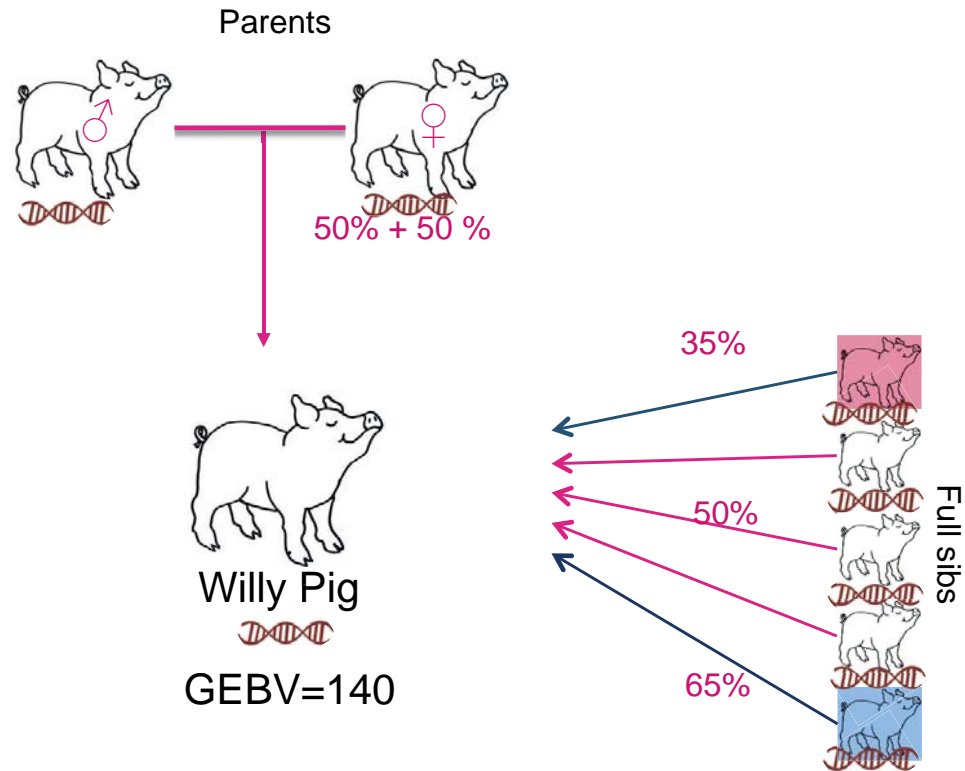 Parents
♂
♀
50% + 50 %
35%
50%
65%
Full sibs
Willy Pig
GEBV=140